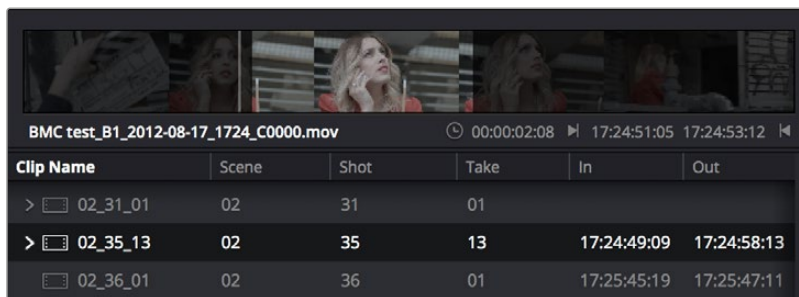 BMC test_B1_2012-08-17_1724_C0000.mov 00:00:02:08 17:24:51:05 17:24:53:12
Clip Name Scene Shot Take In Out
02_31_01 02 31 01
02_35_13 02 35 13 17:24:49:09 17:24:58:13
02_36_01 02 36 01 17:25:45:19 17:25:47:11